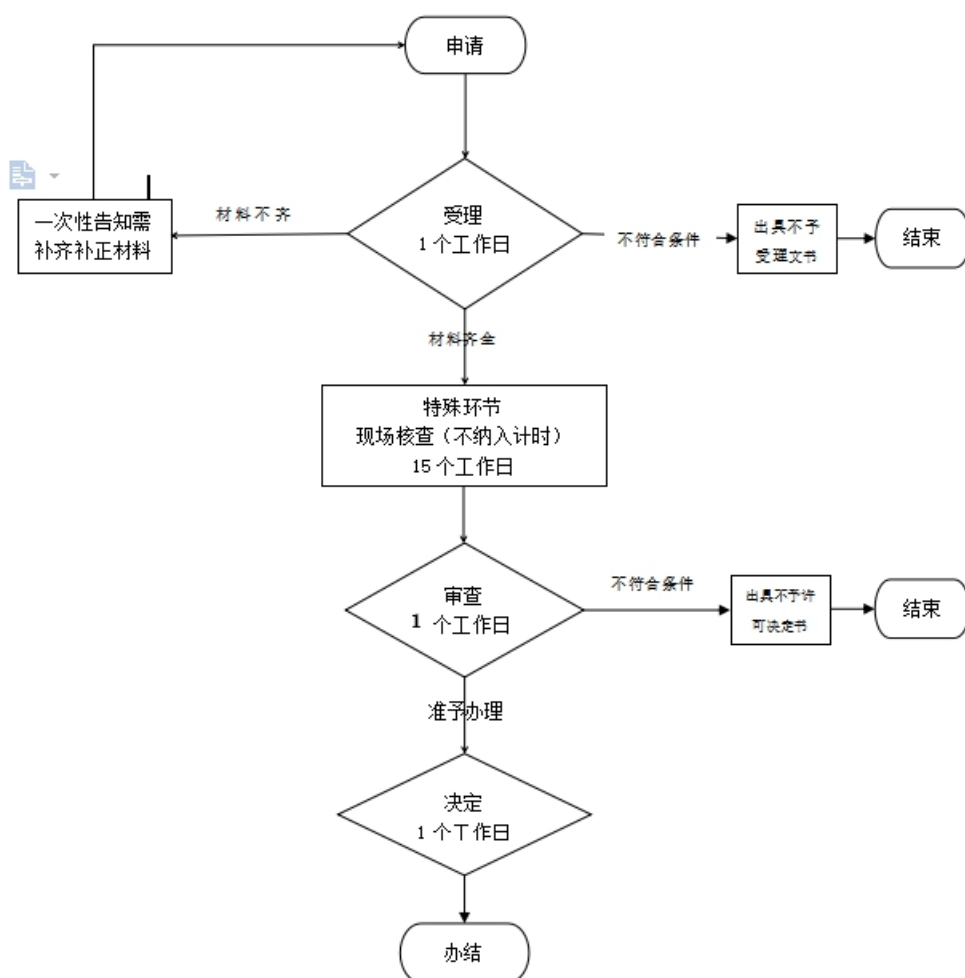 申请
受理
1个工作日
材料不齐
一次性告知需
补齐补正材料
不符合条件
出具不予
受理文书
结束
材料齐全
特殊环节
现场核查（不纳入计时）
15个工作日
审查
1 个工作日
不符合条件
出具不予许
可决定书
结束
准予办理
决定
1个工作日
办结